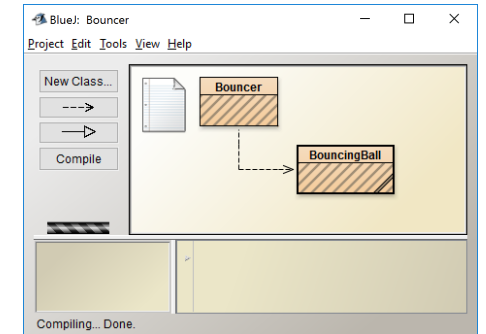 BlueJ: Bouncer
Project Edit Tools View Help
New Class...
Compile
Bouncer
BouncingBall
Compiling... Done.